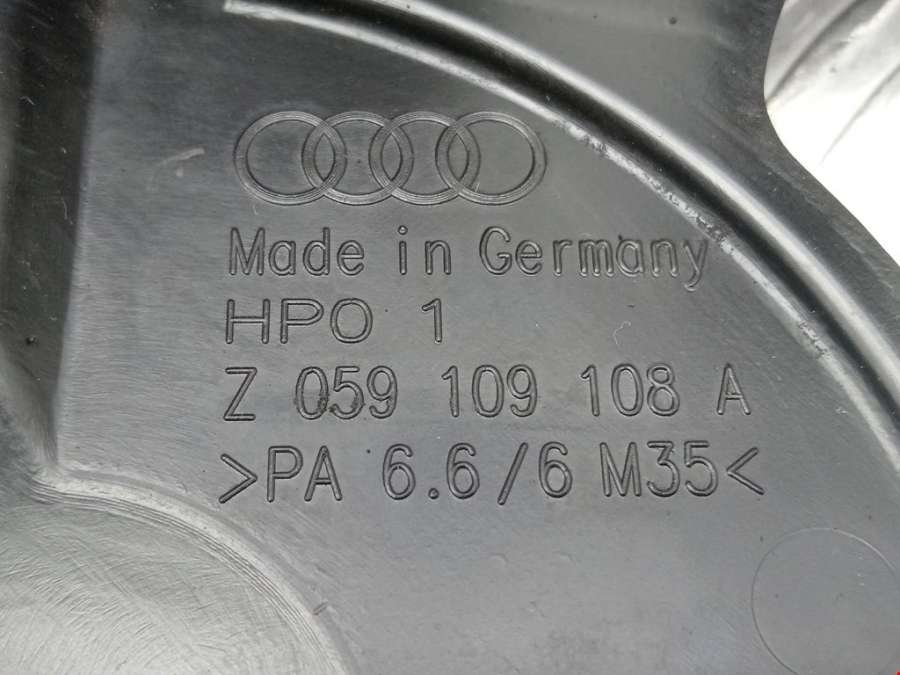 Made in Germany
HPO 1
Z 059 109 108 A
>PA 6.6/6 M35<